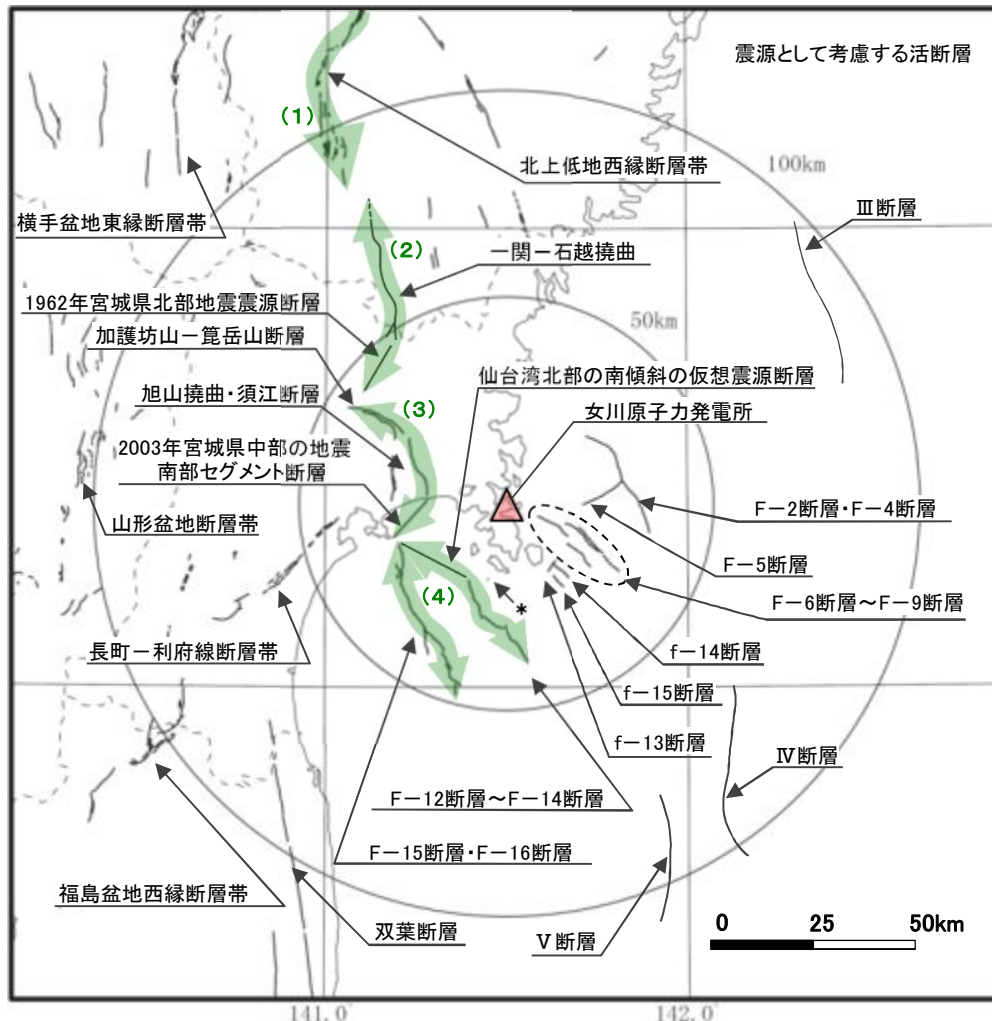 震源として考慮する活断層
(1)
北上低地西縁断層帯
100km
横手盆地東縁断層帯
Ⅲ断層
(2)
一関－石越撓曲
1962年宮城県北部地震震源断層
50km
加護坊山－箟岳山断層
仙台湾北部の南傾斜の仮想震源断層
旭山撓曲・須江断層
(3)
女川原子力発電所
2003年宮城県中部の地震
南部セグメント断層
山形盆地断層帯
F－2断層・F－4断層
F－5断層
(4)
*
F－6断層～F－9断層
長町－利府線断層帯
f－14断層
f－15断層
f－13断層
Ⅳ断層
F－12断層～F－14断層
F－15断層・F－16断層
福島盆地西縁断層帯
双葉断層
Ⅴ断層
0 25 50km
141.0°
142.0°